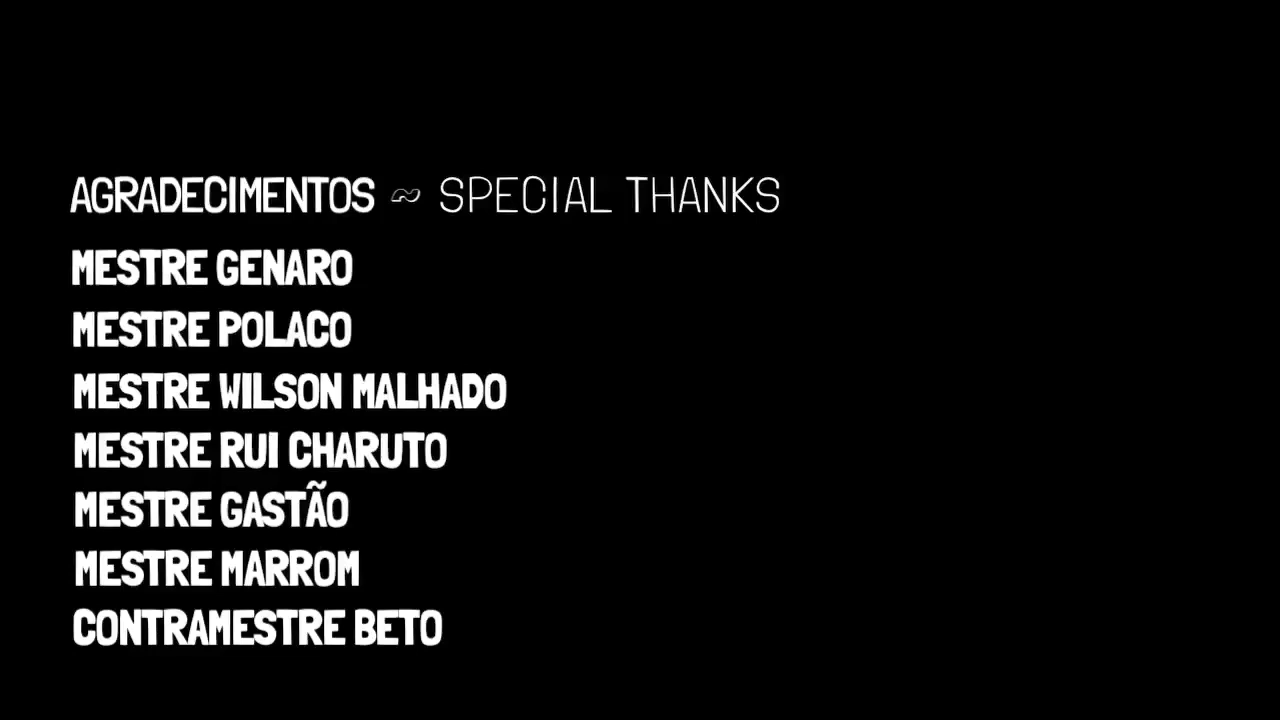 AGRADECIMENTOS ~ SPECIAL THANKS
MESTRE GENARO
MESTRE POLACO
MESTRE WILSON MALHADO
MESTRE RUI CHARUTO
MESTRE GASTÃO
MESTRE MARROM
CONTRAMESTRE BETO